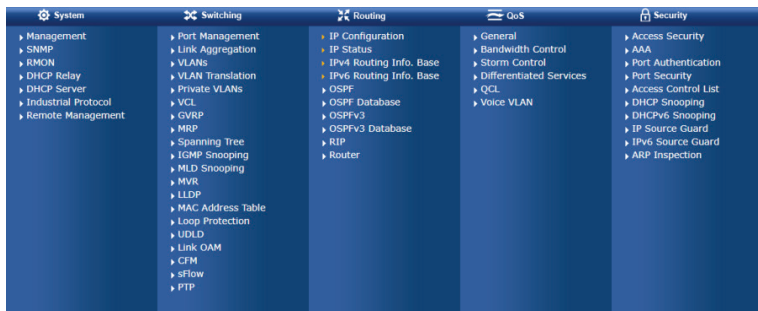 System
Management
SNMP
RMON
DHCP Relay
DHCP Server
Industrial Protocol
Remote Management
Switching
Port Management
Link Aggregation
VLANs
VLAN Translation
Private VLANs
VCL
GVRP
MRP
Spanning Tree
IGMP Snooping
MLD Snooping
MVR
LLDP
MAC Address Table
Loop Protection
UDLD
Link OAM
CFM
sFlow
PTP
Routing
IP Configuration
IP Status
IPv4 Routing Info. Base
IPv6 Routing Info. Base
OSPF
OSPF Database
OSPFv3
OSPFv3 Database
RIP
Router
QoS
General
Bandwidth Control
Storm Control
Differentiated Services
QCL
Voice VLAN
Security
Access Security
AAA
Port Authentication
Port Security
Access Control List
DHCP Snooping
DHCPv6 Snooping
IP Source Guard
IPv6 Source Guard
ARP Inspection